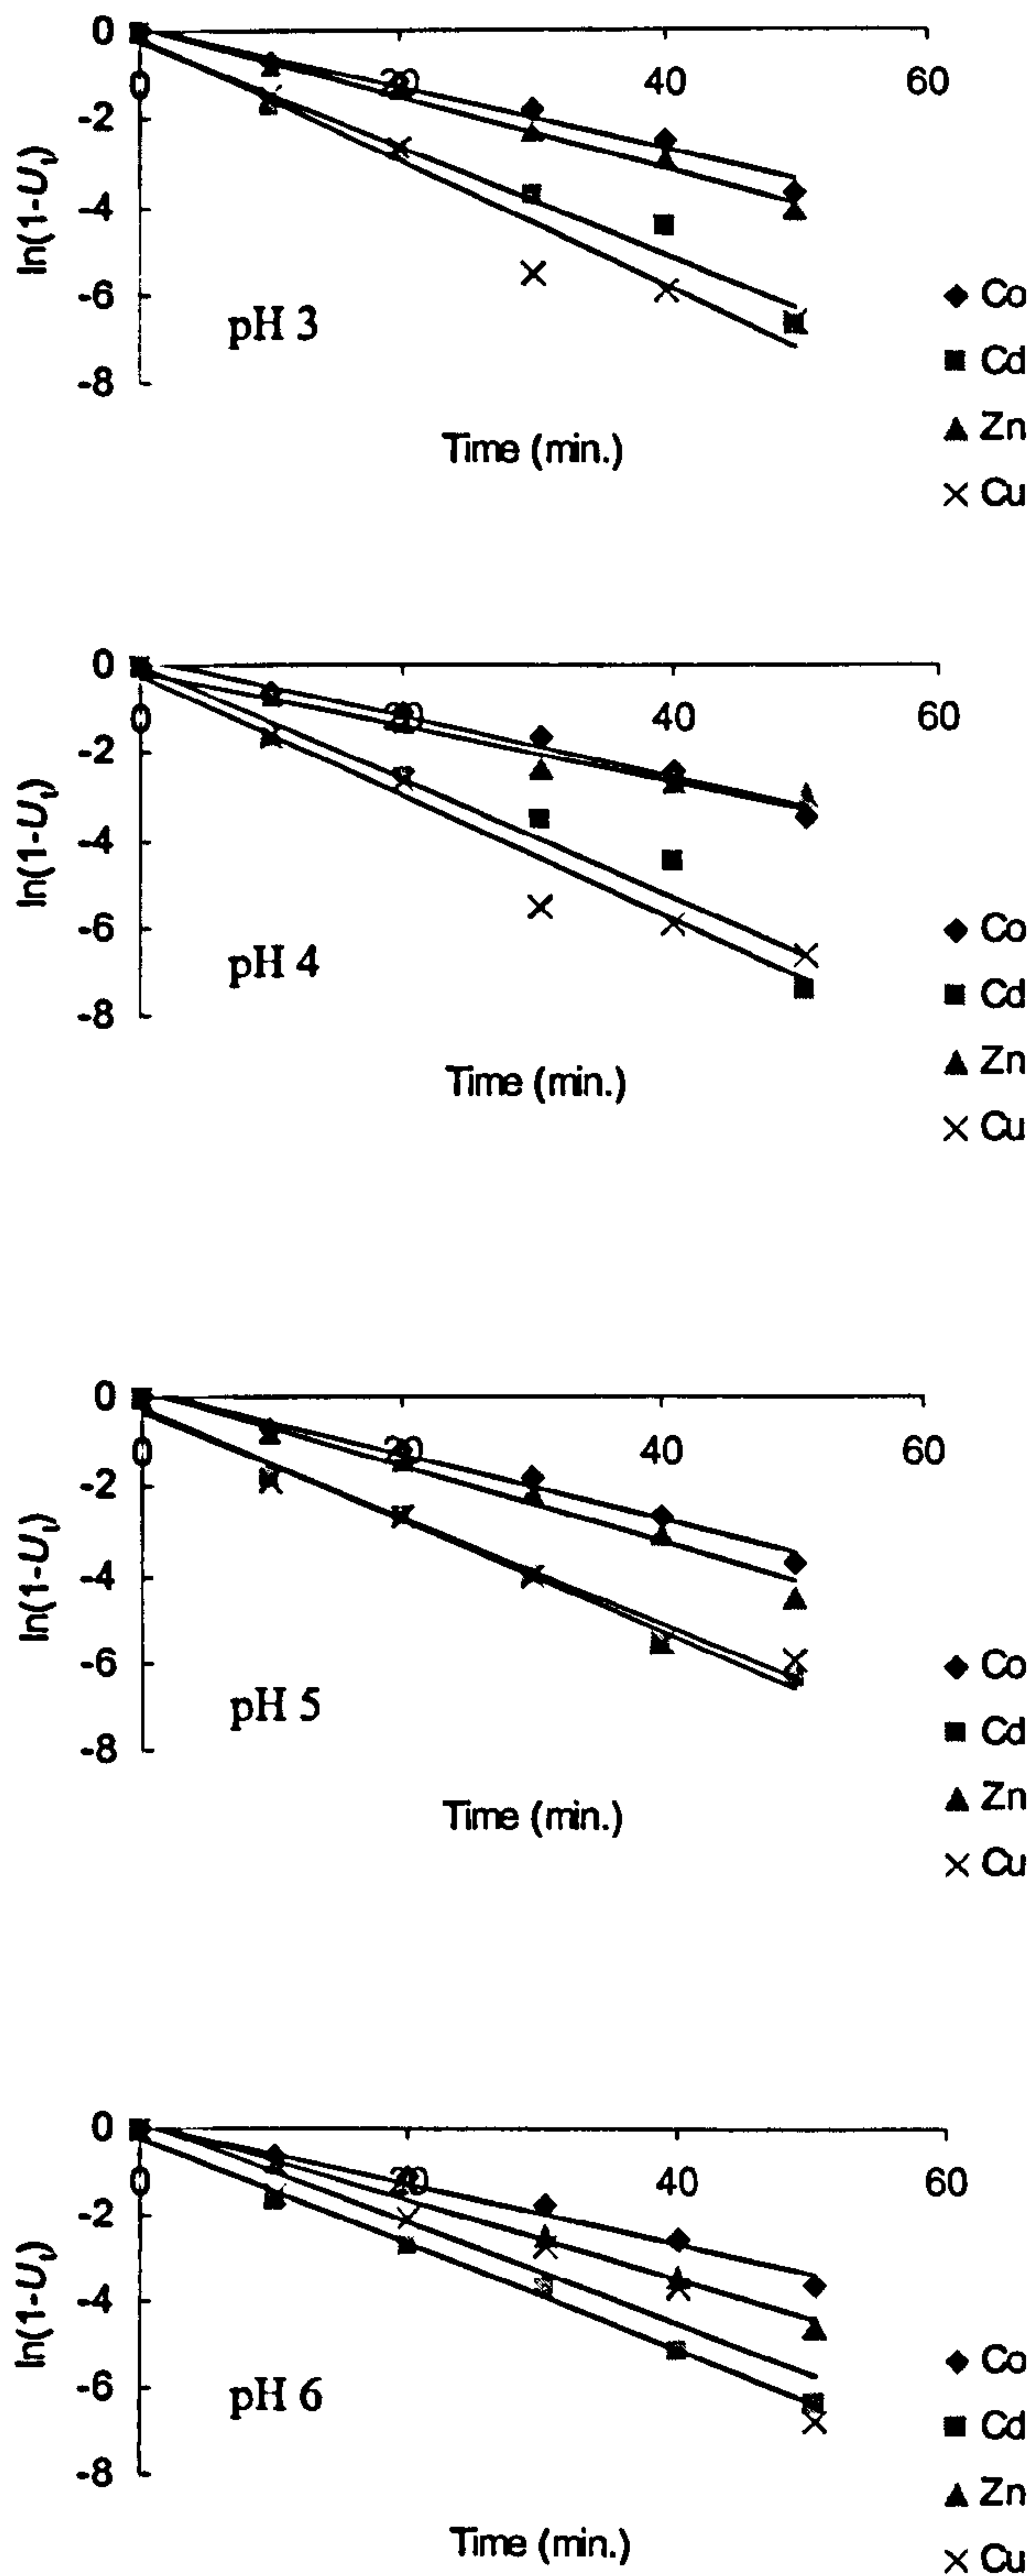 0
-2
-4
-6
-8
0
20
40
60
ln(1-Uₜ)
pH 3
Time (min.)
Co
Cd
Zn
Cu
0
-2
-4
-6
-8
0
20
40
60
ln(1-Uₜ)
pH 4
Time (min.)
Co
Cd
Zn
Cu
0
-2
-4
-6
-8
0
20
40
60
ln(1-Uₜ)
pH 5
Time (min.)
Co
Cd
Zn
Cu
0
-2
-4
-6
-8
0
20
40
60
ln(1-Uₜ)
pH 6
Time (min.)
Co
Cd
Zn
Cu